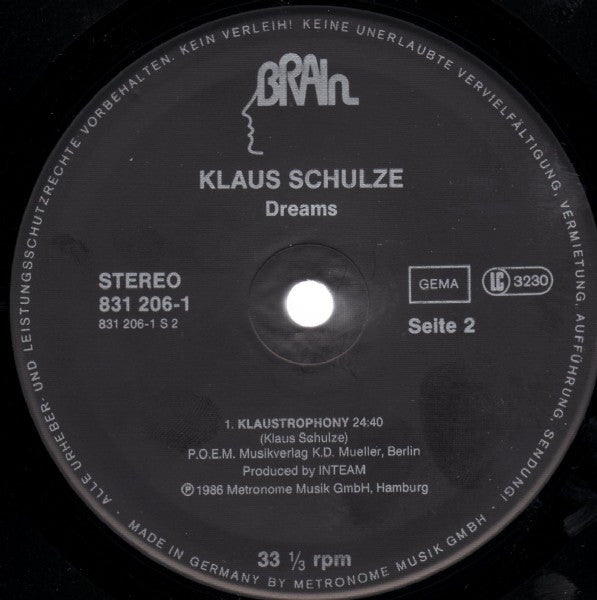 ALLE URHEBER- UND LEISTUNGSSCHUTZRECHTE VORBEHALTEN. KEIN VERLEIH! KEINE UNERLAUBTE VERVIELFÄLTIGUNG, VERMIETUNG, AUFFÜHRUNG, SENDUNG!
BRAIN
KLAUS SCHULZE
Dreams
STEREO
831 206-1
831 206-1 S 2
GEMA
LC 3230
Seite 2
1. KLAUSTROPHONY 24:40
(Klaus Schulze)
P.O.E.M. Musikverlag K.D. Mueller, Berlin
Produced by INTEAM
℗ 1986 Metronome Musik GmbH, Hamburg
33 ⅓ rpm
• MADE IN GERMANY BY METRONOME MUSIK GMBH •